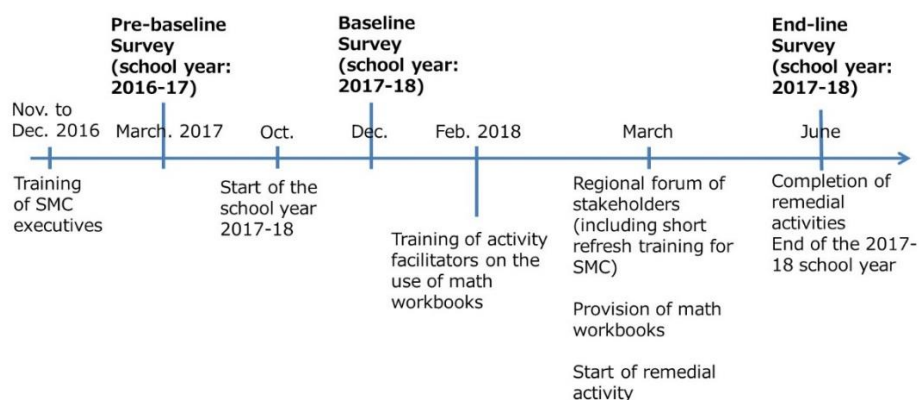 Pre-baseline
Survey
(school year:
2016-17)
Baseline
Survey
(school year:
2017-18)
End-line
Survey
(school year:
2017-18)
Nov. to
Dec. 2016
March. 2017
Oct.
Dec.
Feb. 2018
March
June
Training
of SMC
executives
Start of the
school year
2017-18
Training of activity
facilitators on the
use of math
workbooks
Regional forum of
stakeholders
(including short
refresh training for
SMC)
Provision of math
workbooks
Start of remedial
activity
Completion of
remedial
activities
End of the 2017-
18 school year